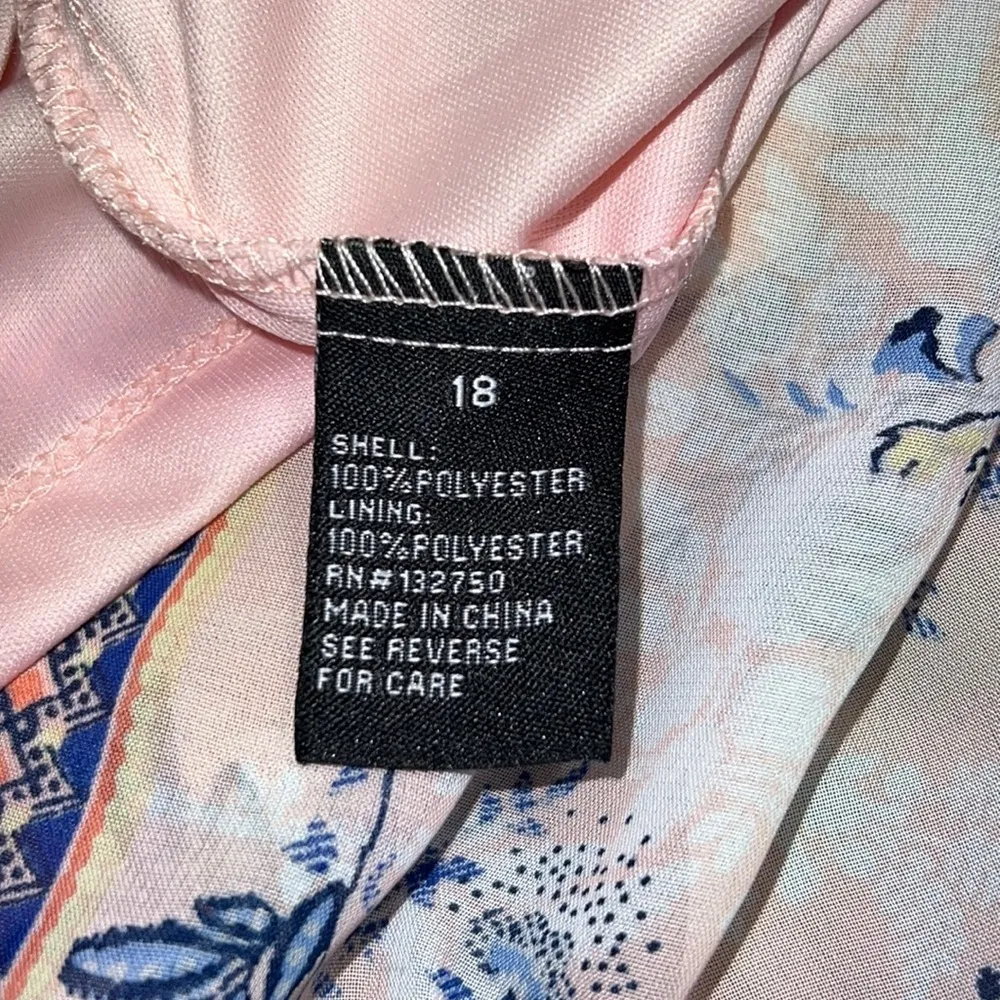 18
SHELL:
100%POLYESTER
LINING:
100%POLYESTER
RN#132750
MADE IN CHINA
SEE REVERSE
FOR CARE